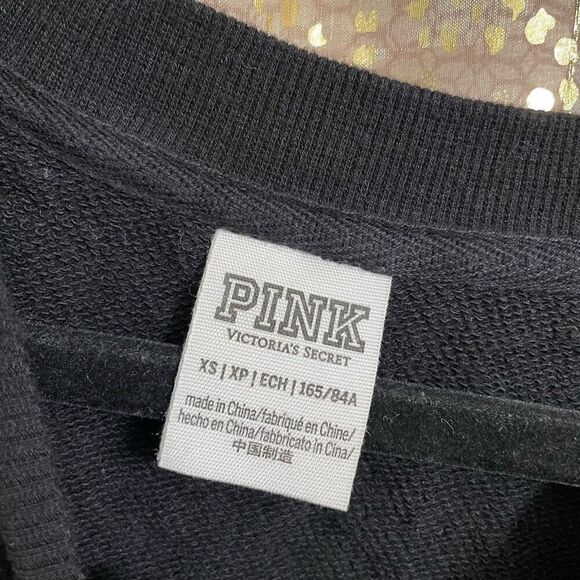 PINK
VICTORIA'S SECRET
XS | XP | ECH | 165/84A
made in China/fabriqué en Chine/
hecho en China/fabbricato in Cina/
中国制造